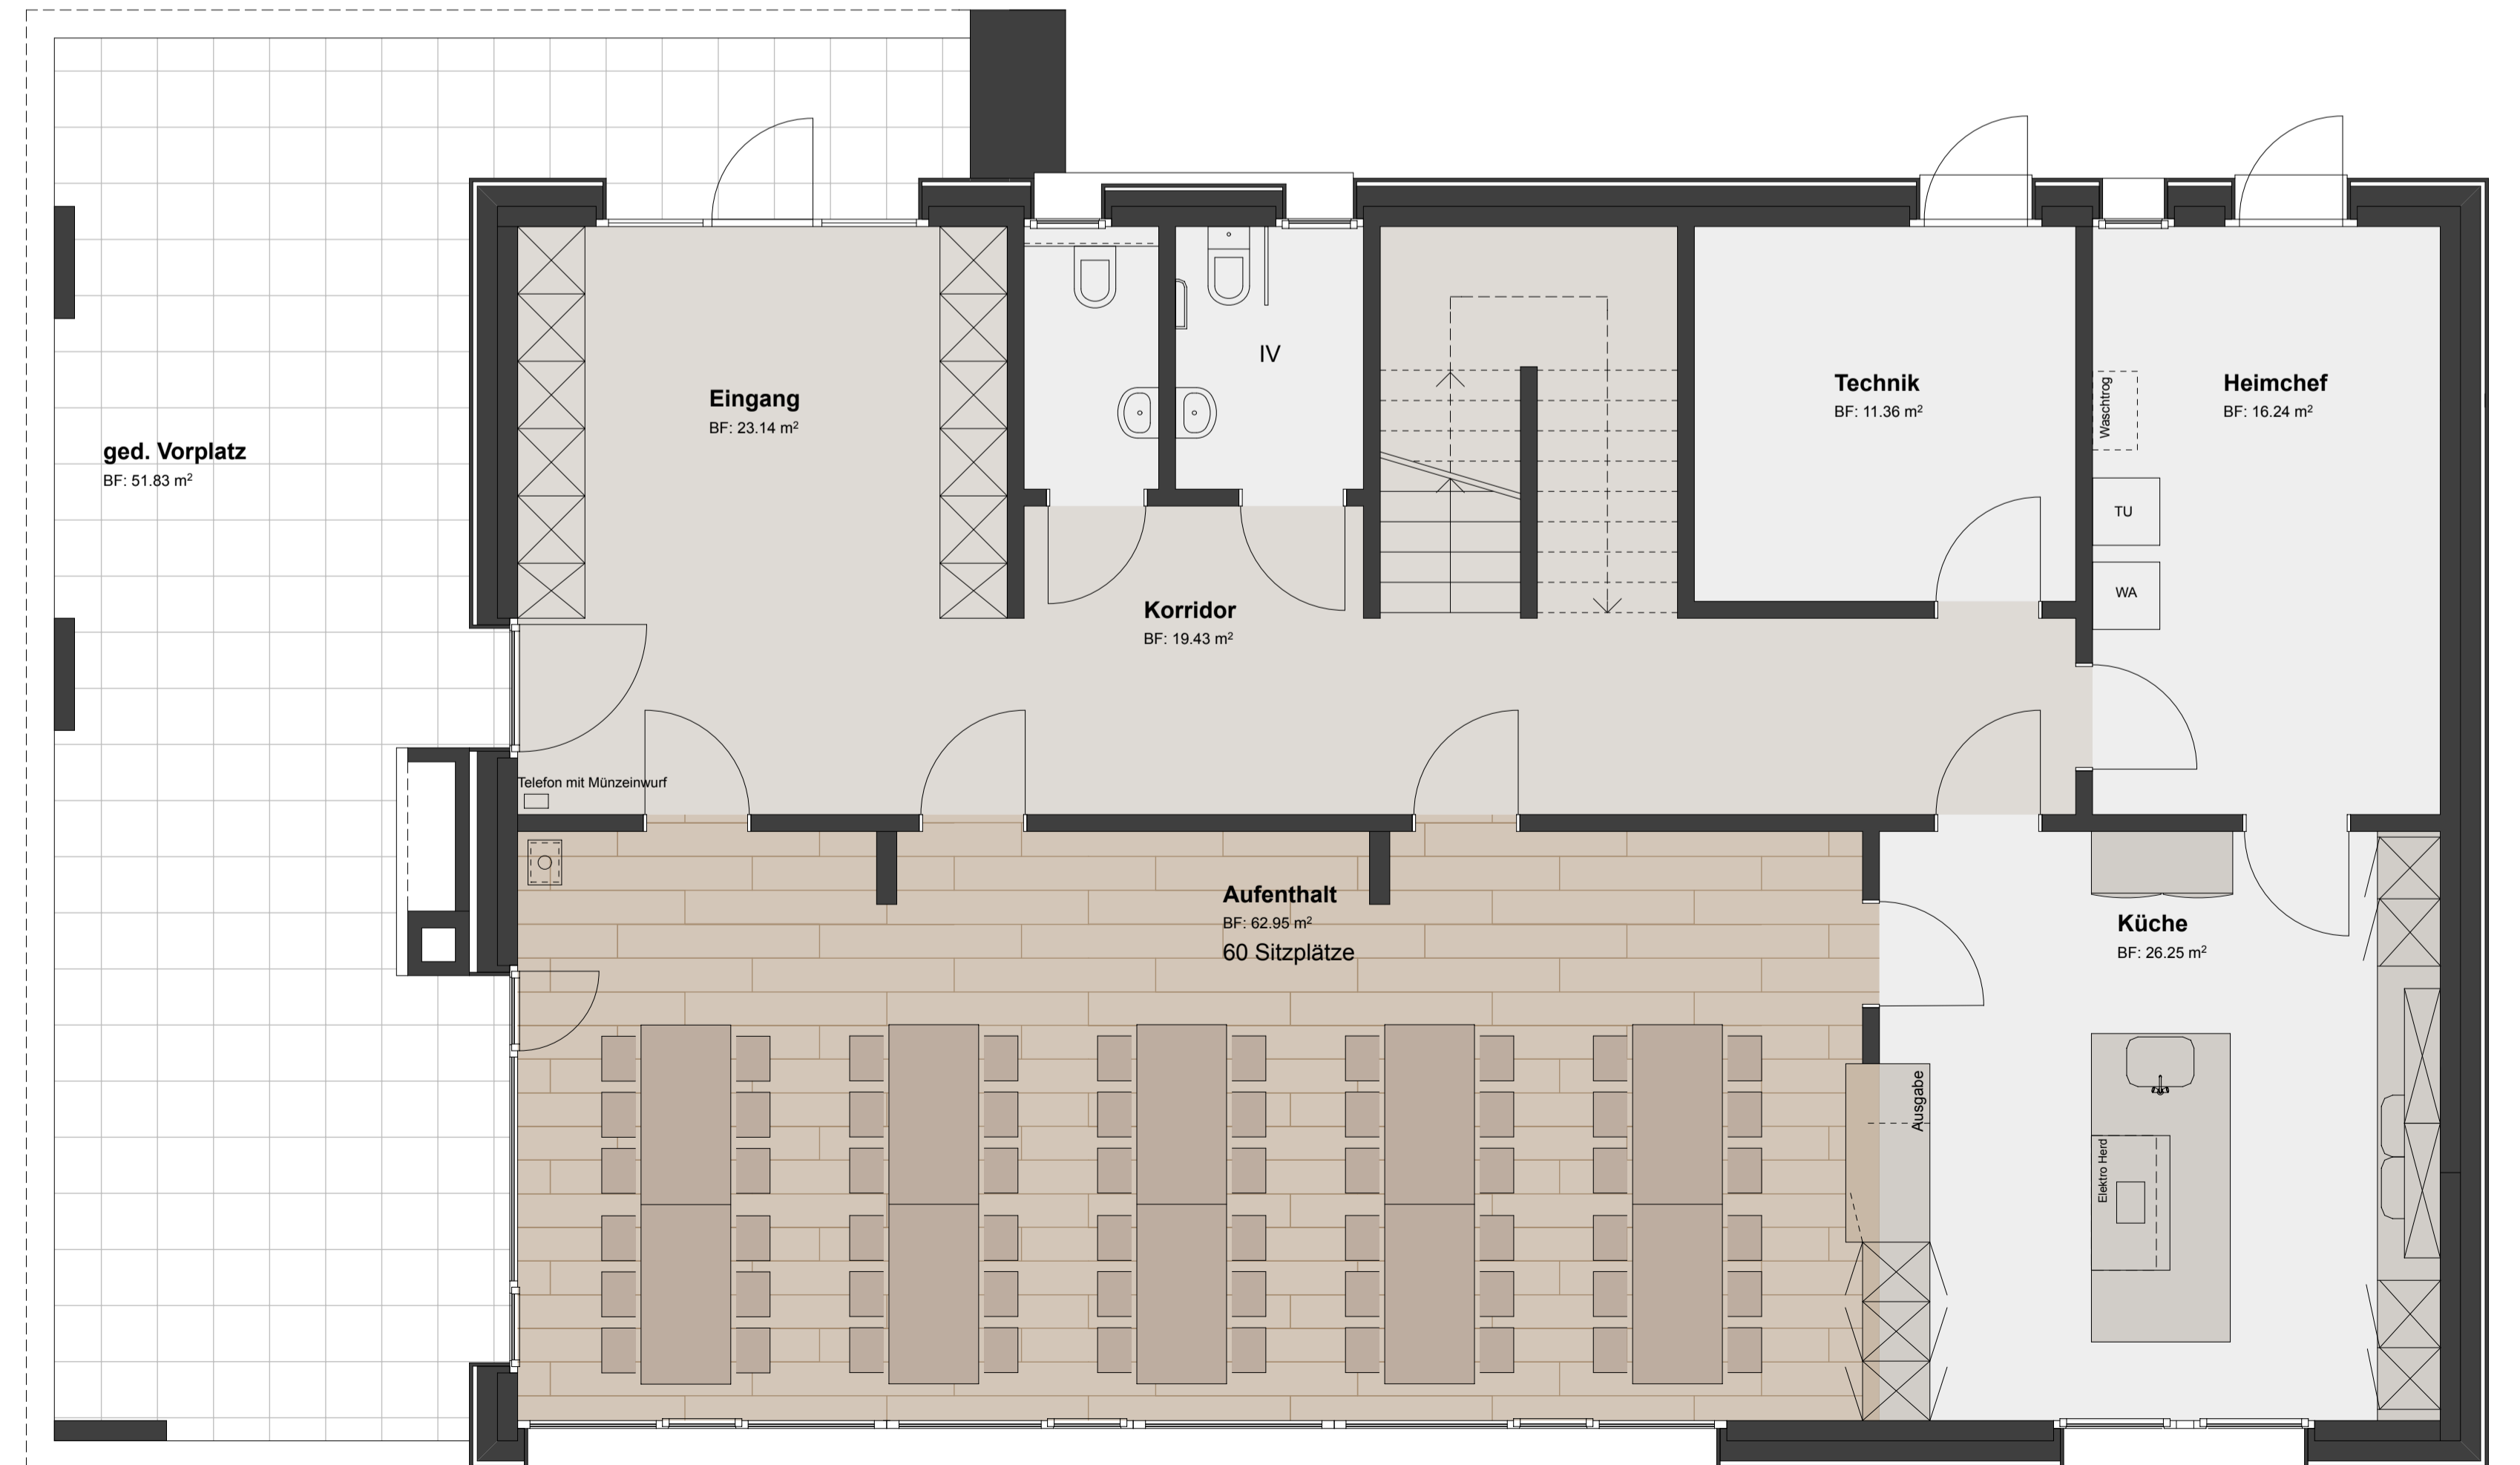 IV
Technik
BF: 11.36 m²
Heimchef
BF: 16.24 m²
Waschtrog
Eingang
BF: 23.14 m²
ged. Vorplatz
BF: 51.83 m²
TU
WA
Korridor
BF: 19.43 m²
Telefon mit Münzeinwurf
Aufenthalt
BF: 62.95 m²
60 Sitzplätze
Küche
BF: 26.25 m²
Ausgabe
Elektro Herd